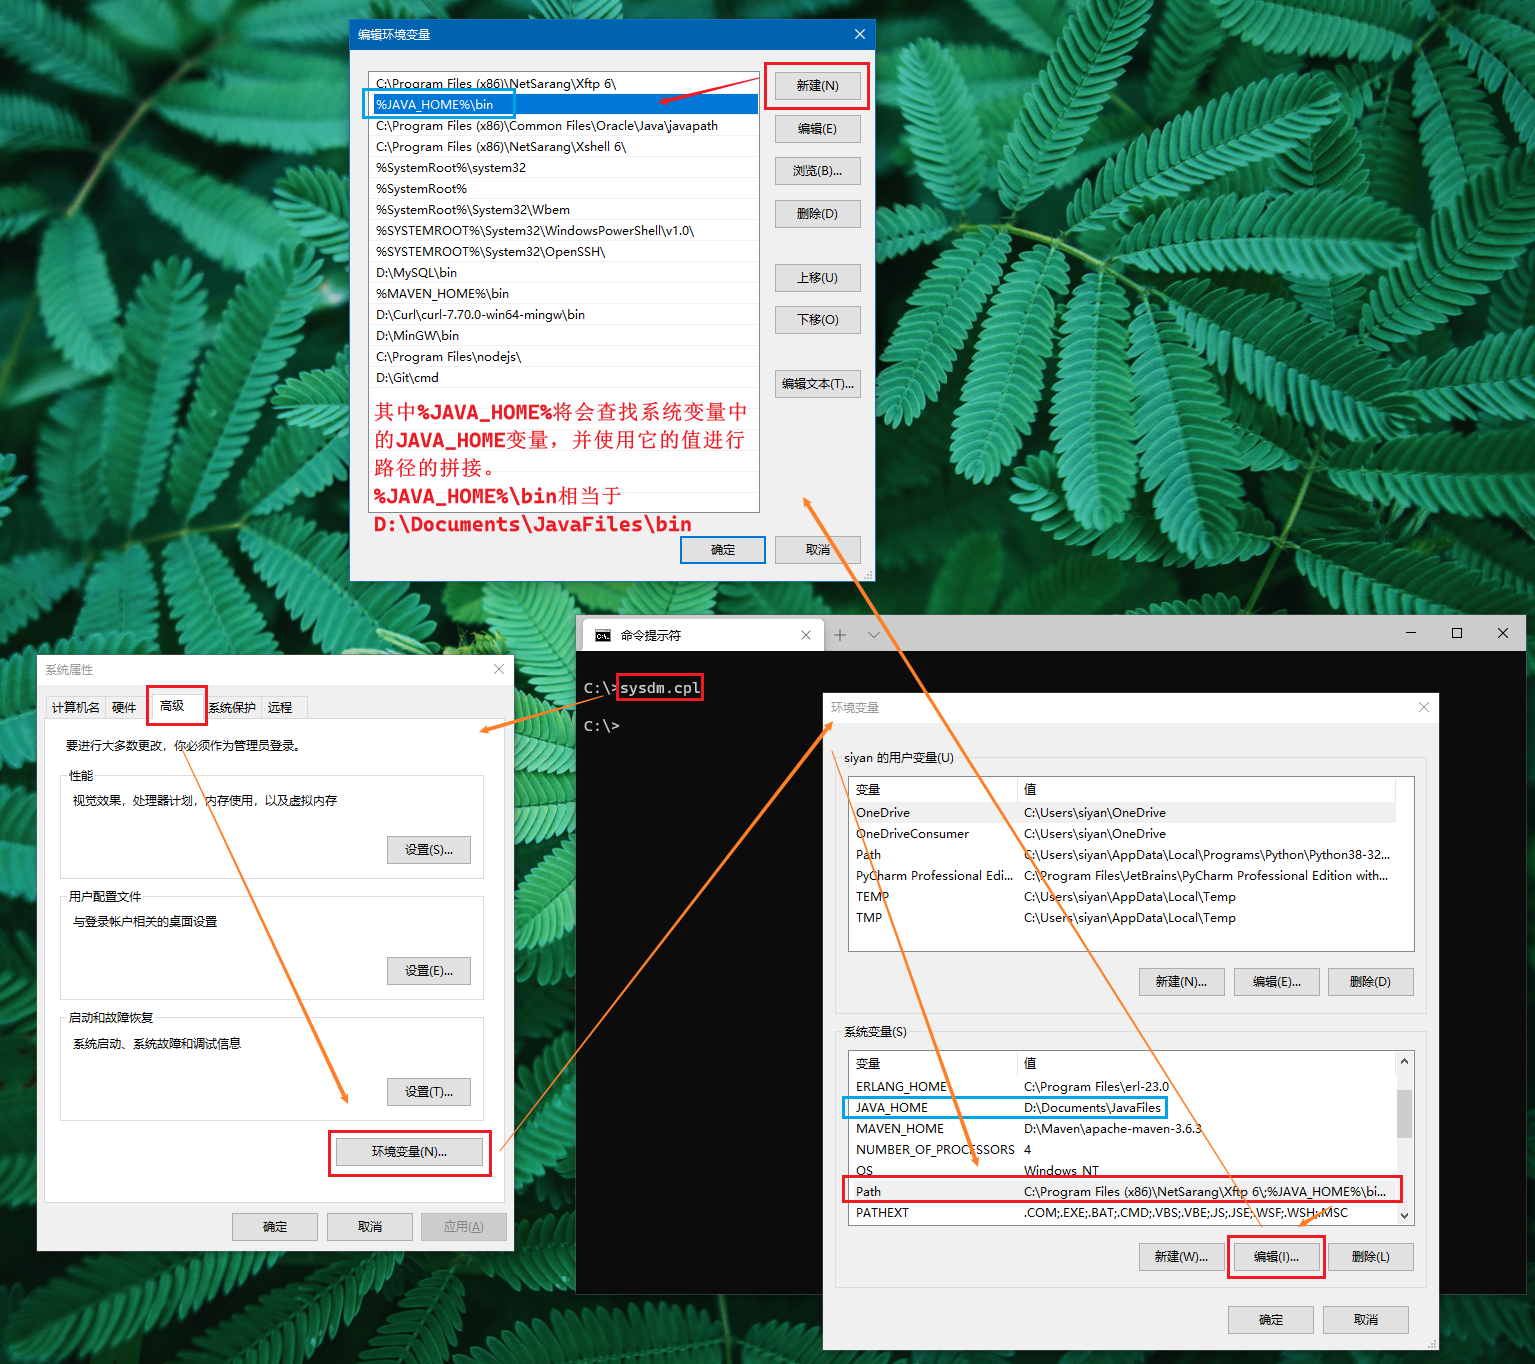 编辑环境变量
C:\Program Files (x86)\NetSarang\Xftp 6\
%JAVA_HOME%\bin
C:\Program Files (x86)\Common Files\Oracle\Java\javapath
C:\Program Files (x86)\NetSarang\Xshell 6\
%SystemRoot%\system32
%SystemRoot%
%SystemRoot%\System32\Wbem
%SYSTEMROOT%\System32\WindowsPowerShell\v1.0\
%SYSTEMROOT%\System32\OpenSSH\
D:\MySQL\bin
%MAVEN_HOME%\bin
D:\Curl\curl-7.70.0-win64-mingw\bin
D:\MinGW\bin
C:\Program Files\nodejs\
D:\Git\cmd
其中%JAVA_HOME%将会查找系统变量中
的JAVA_HOME变量，并使用它的值进行
路径的拼接。
%JAVA_HOME%\bin相当于
D:\Documents\JavaFiles\bin
新建(N)
编辑(E)
浏览(B)...
删除(D)
上移(U)
下移(O)
编辑文本(T)...
确定
取消
系统属性
计算机名 硬件 高级 系统保护 远程
要进行大多数更改，你必须作为管理员登录。
性能
视觉效果，处理器计划，内存使用，以及虚拟内存
设置(S)...
用户配置文件
与登录帐户相关的桌面设置
设置(E)...
启动和故障恢复
系统启动、系统故障和调试信息
设置(T)...
环境变量(N)...
确定 取消 应用(A)
命令提示符
C:\>sysdm.cpl
C:\>
环境变量
siyan 的用户变量(U)
变量 值
OneDrive C:\Users\siyan\OneDrive
OneDriveConsumer C:\Users\siyan\OneDrive
Path C:\Users\siyan\AppData\Local\Programs\Python\Python38-32...
PyCharm Professional Edi... C:\Program Files\JetBrains\PyCharm Professional Edition with...
TEMP C:\Users\siyan\AppData\Local\Temp
TMP C:\Users\siyan\AppData\Local\Temp
新建(N)... 编辑(E)... 删除(D)
系统变量(S)
变量 值
ERLANG_HOME C:\Program Files\erl-23.0
JAVA_HOME D:\Documents\JavaFiles
MAVEN_HOME D:\Maven\apache-maven-3.6.3
NUMBER_OF_PROCESSORS 4
OS Windows_NT
Path C:\Program Files (x86)\NetSarang\Xftp 6\;%JAVA_HOME%\bi...
PATHEXT .COM;.EXE;.BAT;.CMD;.VBS;.VBE;.JS;.JSE;.WSF;.WSH;.MSC
新建(W)... 编辑(I)... 删除(L)
确定 取消